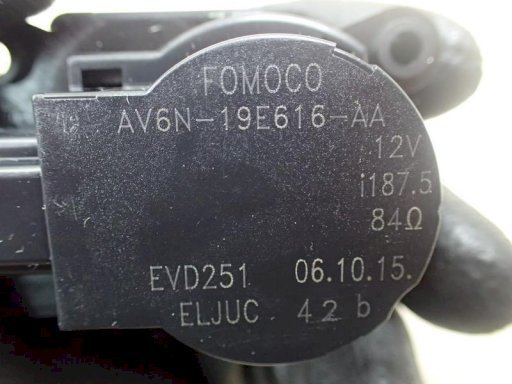 FOMOCO
AV6N-19E616-AA
12V
i187.5
84Ω
EVD251 06.10.15.
ELJUC 42 b